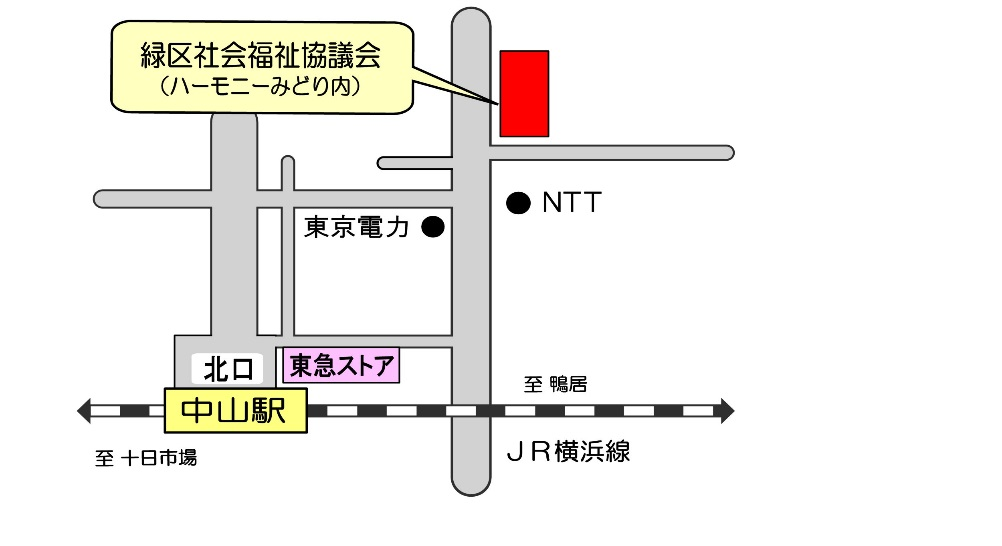 緑区社会福祉協議会
（ハーモニーみどり内）
NTT
東京電力
北口
東急ストア
至 鴨居
中山駅
至 十日市場
ＪＲ横浜線